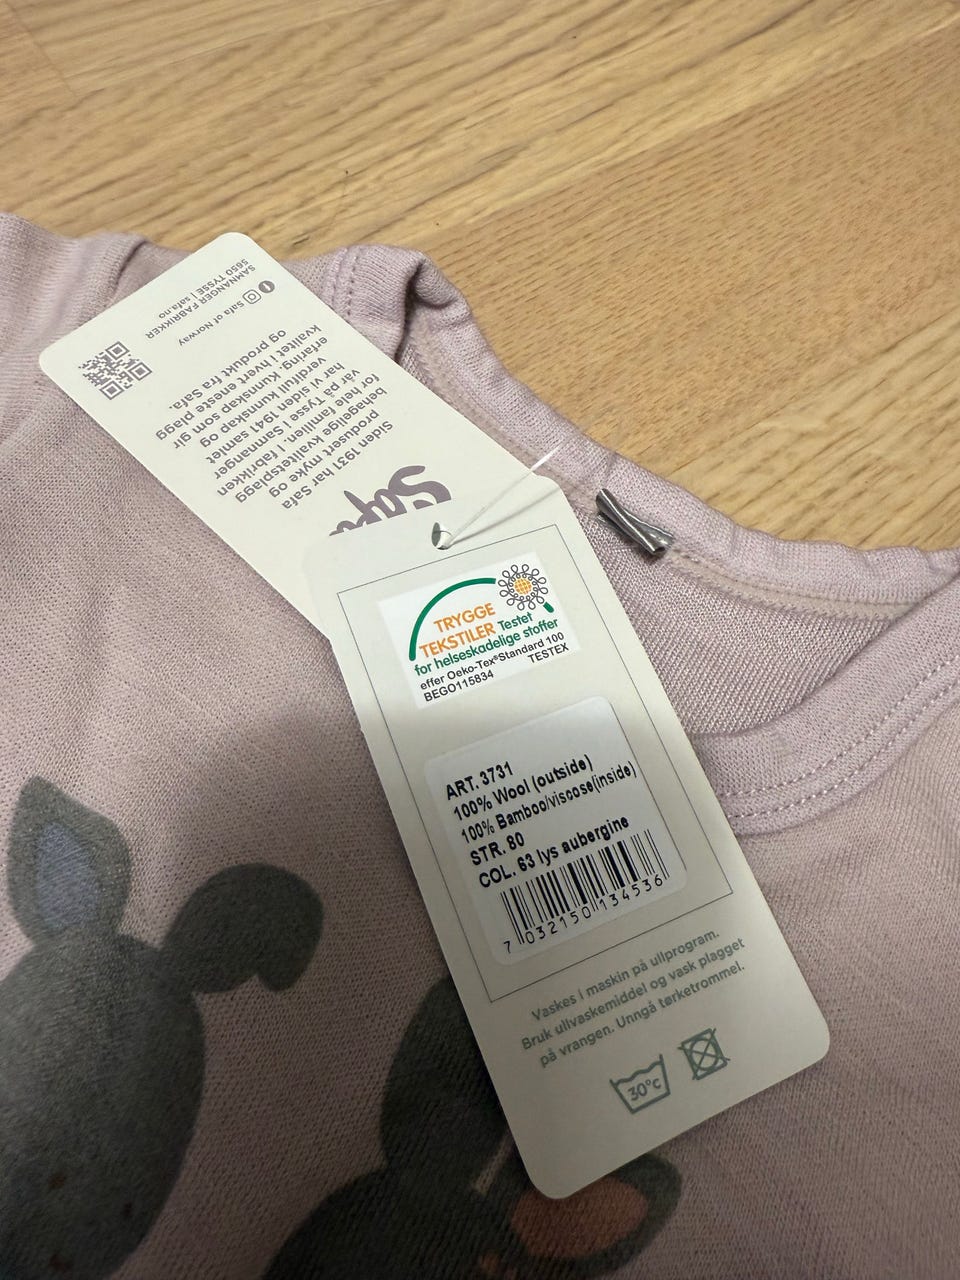 SAMNANGER FABRIKKER
5650 TYSSE | safa.no
Safa of Norway
Safa
Siden 1931 har Safa
produsert myke og
behagelige kvalitetsplagg
for hele familien. I fabrikken
vår på Tysse i Samnanger
har vi siden 1941 samlet
verdifull kunnskap og
erfaring. Kunnskap som gir
kvalitet i hvert eneste plagg
og produkt fra Safa.
TRYGGE
TEKSTILER Testet
for helseskadelige stoffer
effer Oeko-Tex®Standard 100
BEGO115834 TESTEX
ART. 3731
100% Wool (outside)
100% Bamboo/viscose(inside)
STR. 80
COL. 63 lys aubergine
7 032150 134536
Vaskes i maskin på ullprogram.
Bruk ullvaskemiddel og vask plagget
på vrangen. Unngå tørketrommel.
30°C